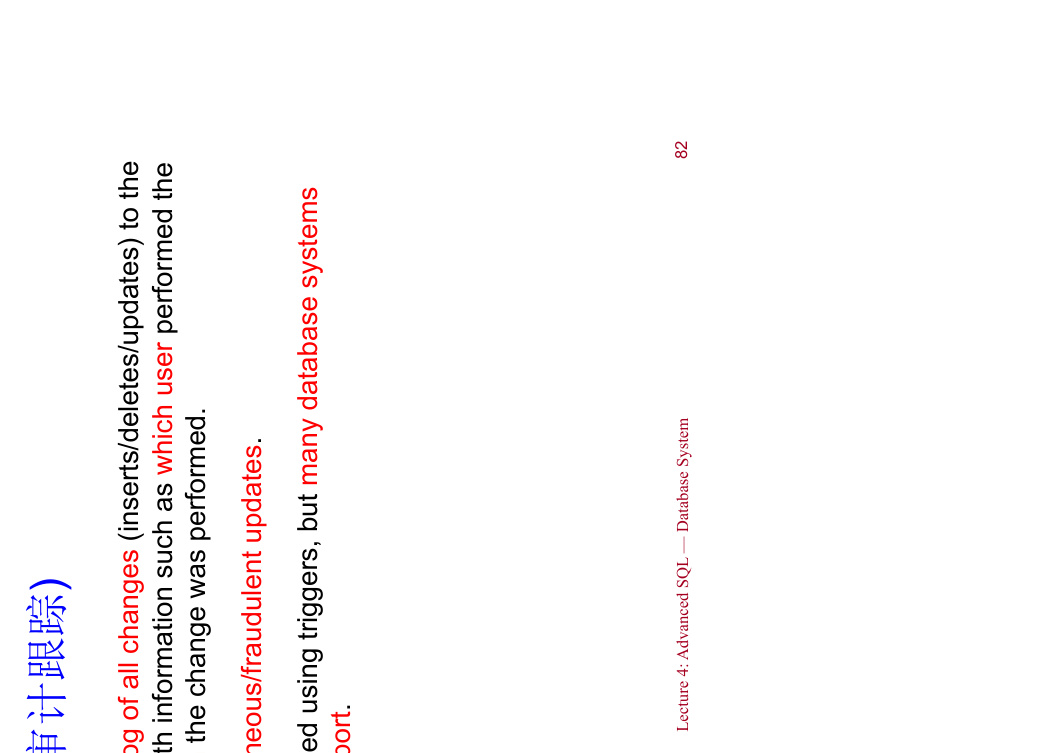 审计跟踪)
og of all changes (inserts/deletes/updates) to the
th information such as which user performed the
the change was performed.
neous/fraudulent updates.
ed using triggers, but many database systems
port.
Lecture 4: Advanced SQL — Database System
82